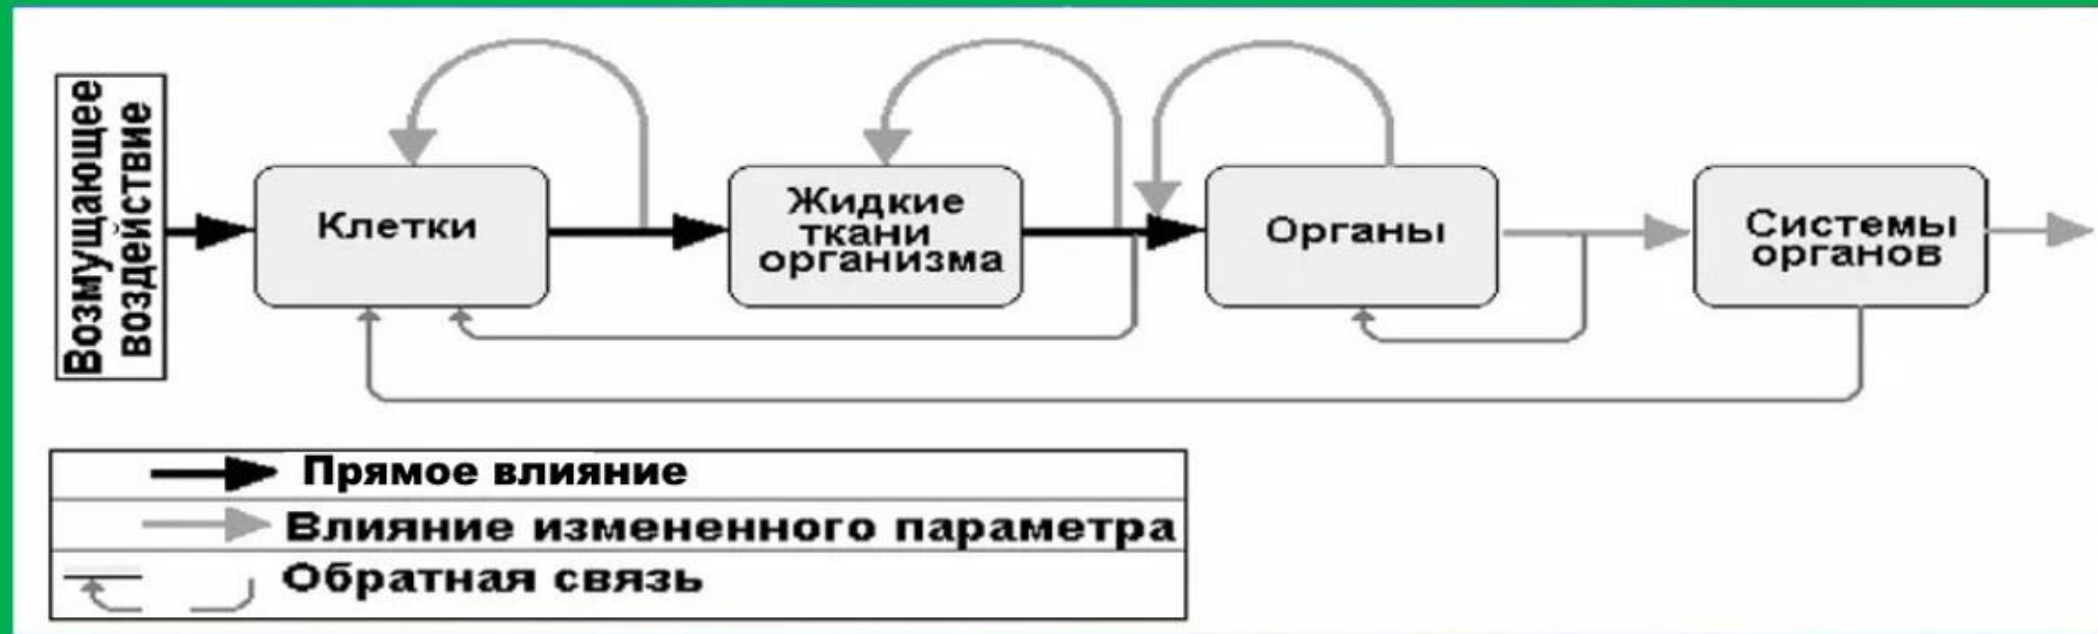 Возмущающее
воздействие
Клетки
Жидкие
ткани
организма
Органы
Системы
органов
Прямое влияние
Влияние измененного параметра
Обратная связь